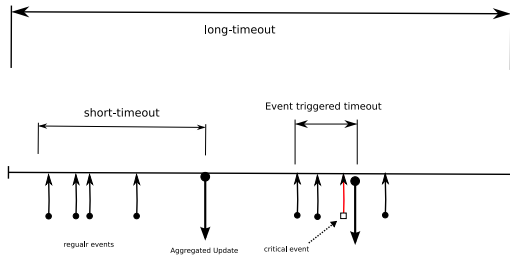 long-timeout
short-timeout
Event triggered timeout
regualr events
Aggregated Update
critical event